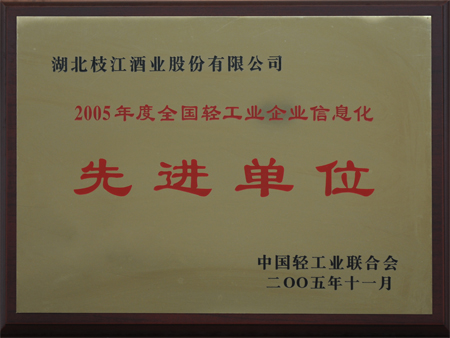 湖北枝江酒业股份有限公司
2005年度全国轻工业企业信息化
先进单位
中国轻工业联合会
二〇〇五年十一月